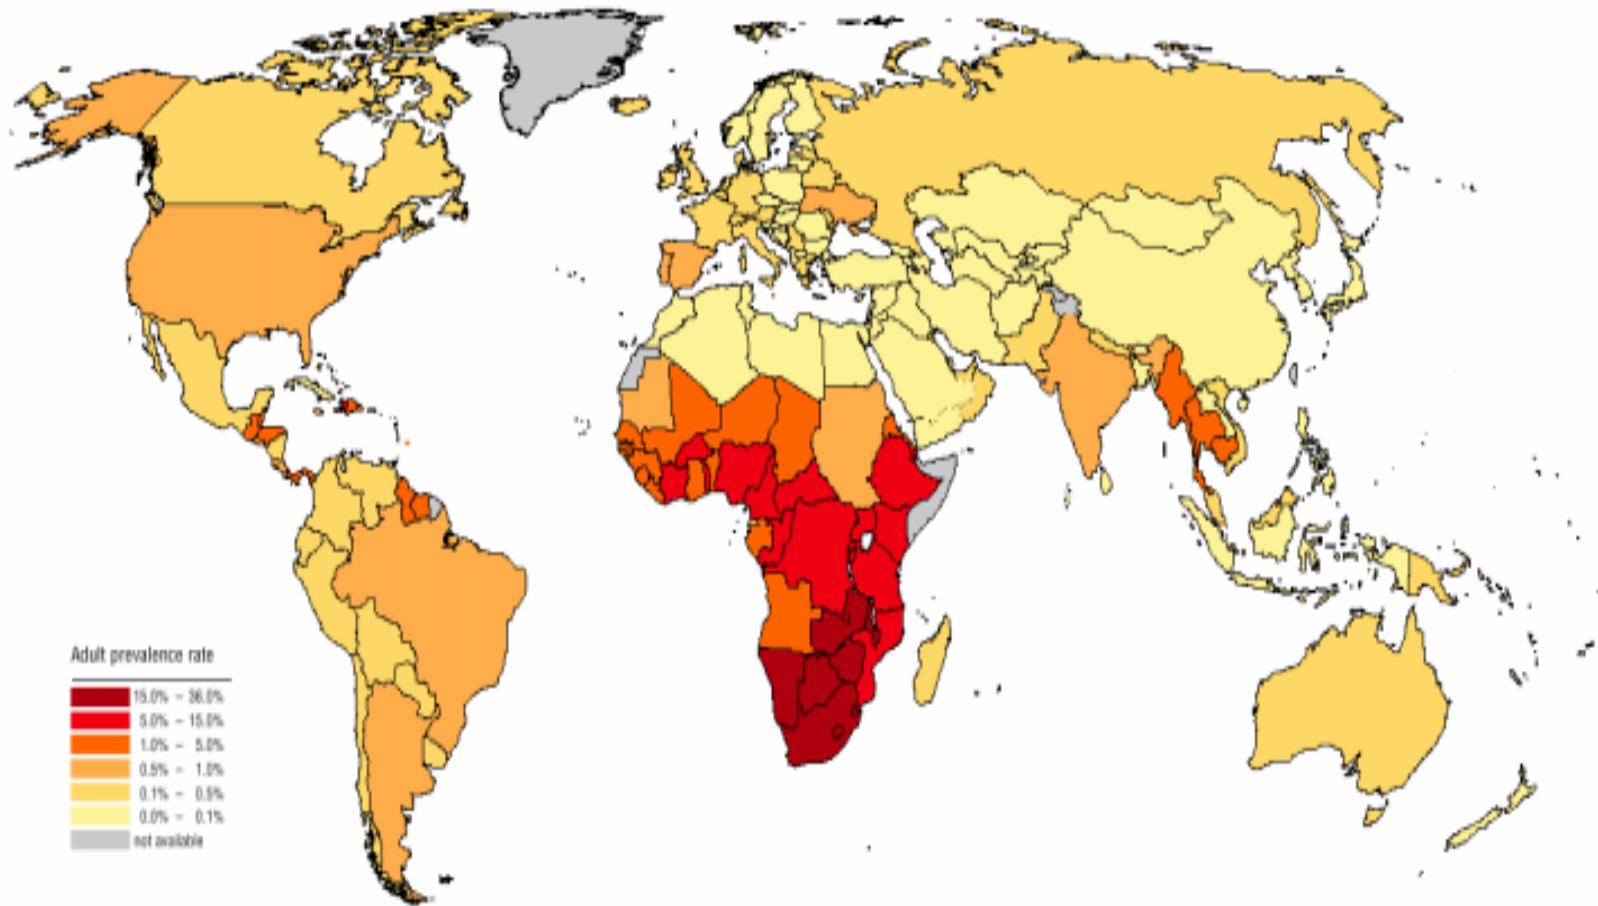 Adult prevalence rate
15.0% - 36.0%
5.0% - 15.0%
1.0% - 5.0%
0.5% - 1.0%
0.1% - 0.5%
0.0% - 0.1%
not available